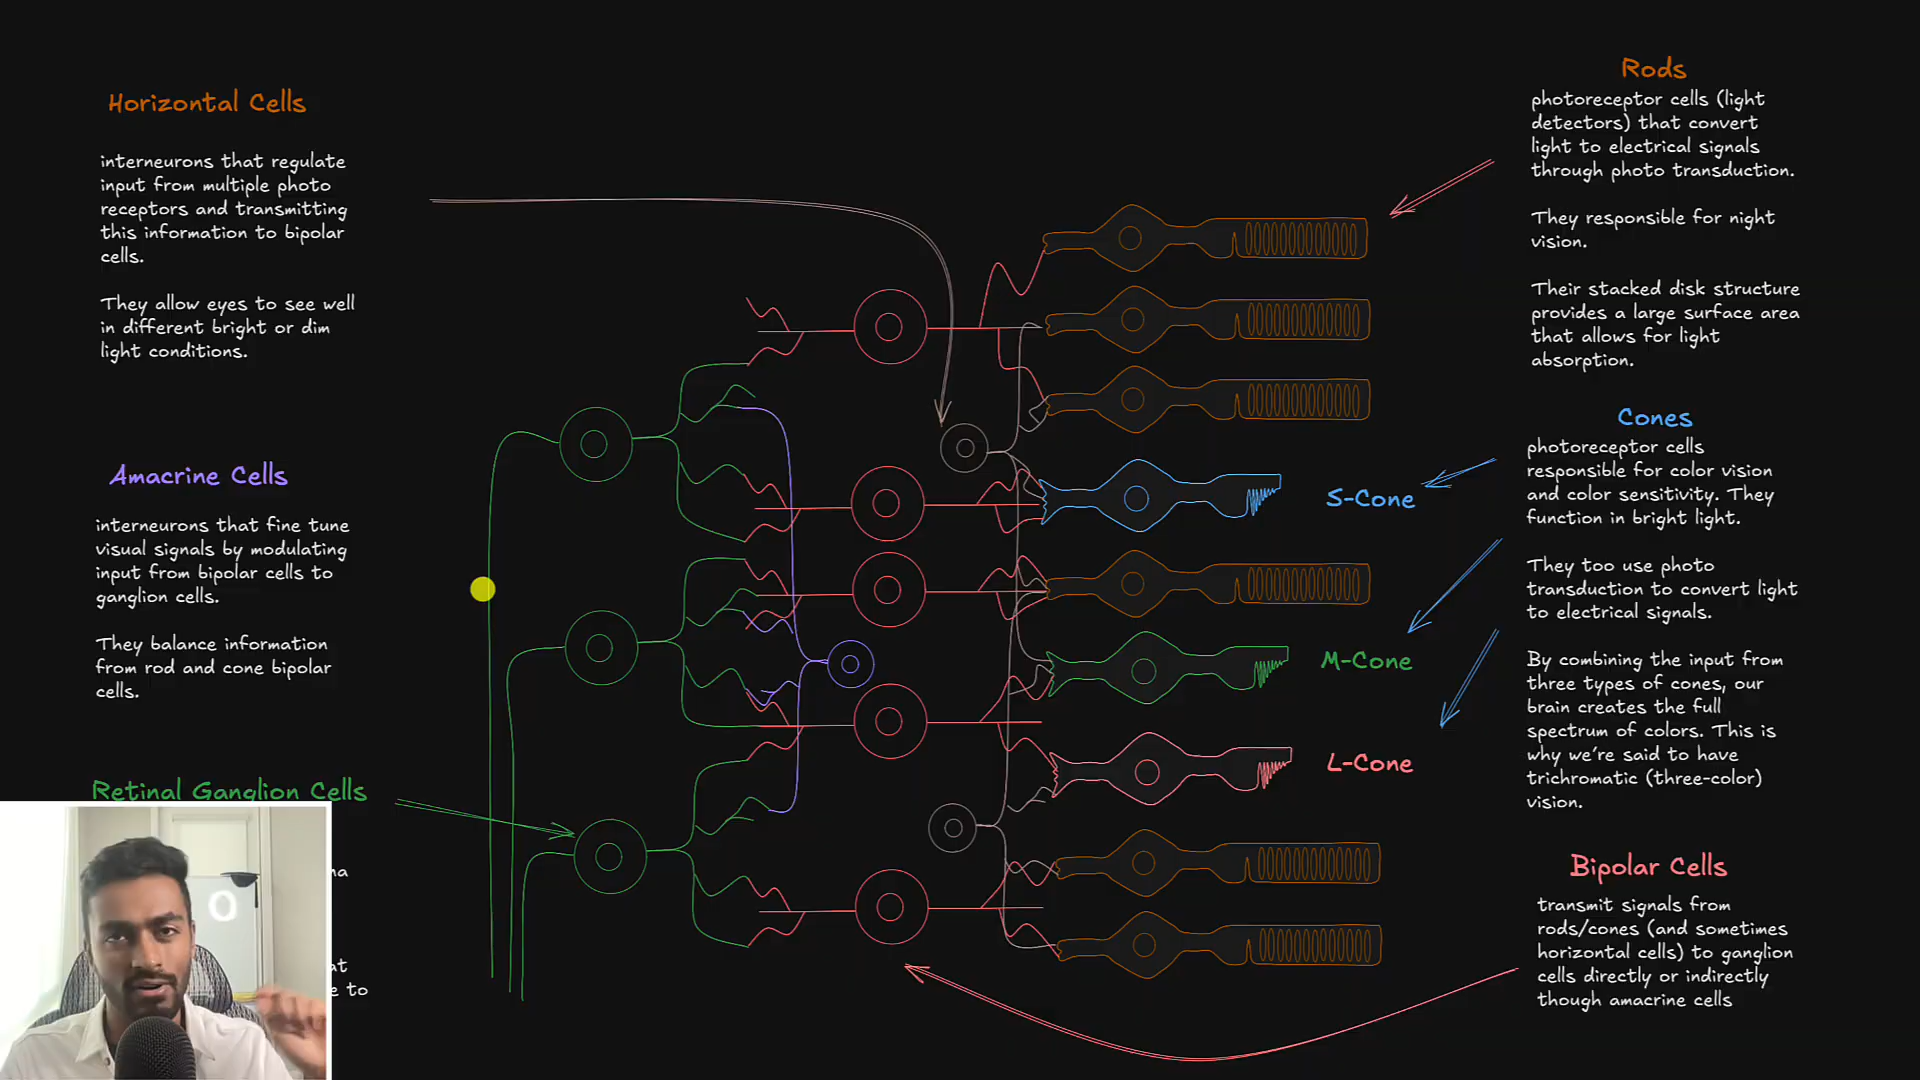 Horizontal Cells
interneurons that regulate
input from multiple photo
receptors and transmitting
this information to bipolar
cells.
They allow eyes to see well
in different bright or dim
light conditions.
Amacrine Cells
interneurons that fine tune
visual signals by modulating
input from bipolar cells to
ganglion cells.
They balance information
from rod and cone bipolar
cells.
Retinal Ganglion Cells
to
S-Cone
M-Cone
L-Cone
Rods
photoreceptor cells (light
detectors) that convert
light to electrical signals
through photo transduction.
They responsible for night
vision.
Their stacked disk structure
provides a large surface area
that allows for light
absorption.
Cones
photoreceptor cells
responsible for color vision
and color sensitivity. They
function in bright light.
They too use photo
transduction to convert light
to electrical signals.
By combining the input from
three types of cones, our
brain creates the full
spectrum of colors. This is
why we're said to have
trichromatic (three-color)
vision.
Bipolar Cells
transmit signals from
rods/cones (and sometimes
horizontal cells) to ganglion
cells directly or indirectly
though amacrine cells